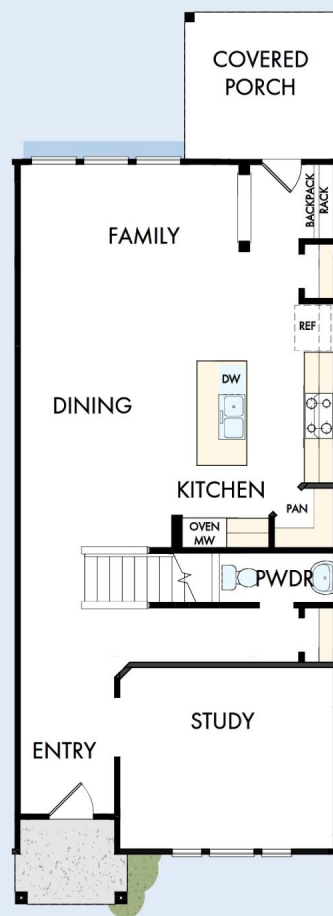 COVERED
PORCH
BACKPACK
RACK
FAMILY
REF
DW
DINING
KITCHEN
PAN
OVEN
MW
PWDR
STUDY
ENTRY